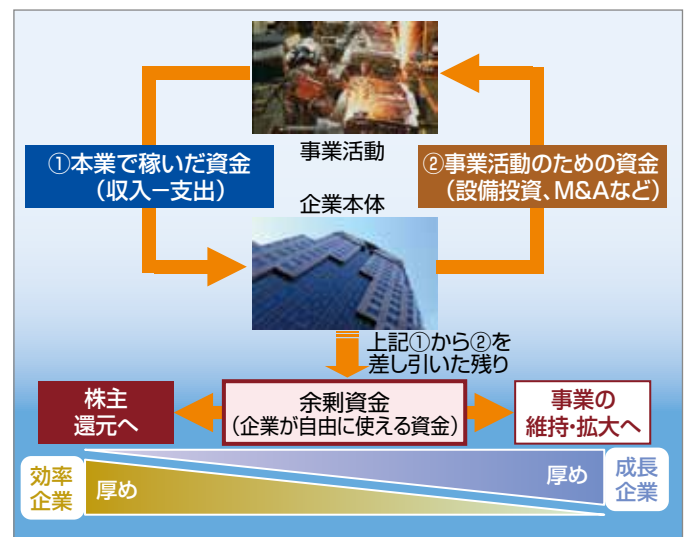 事業活動
①本業で稼いだ資金
（収入－支出）
②事業活動のための資金
（設備投資、M&Aなど）
企業本体
上記①から②を
差し引いた残り
株主
還元へ
余剰資金
（企業が自由に使える資金）
事業の
維持・拡大へ
効率
企業
厚め
厚め
成長
企業